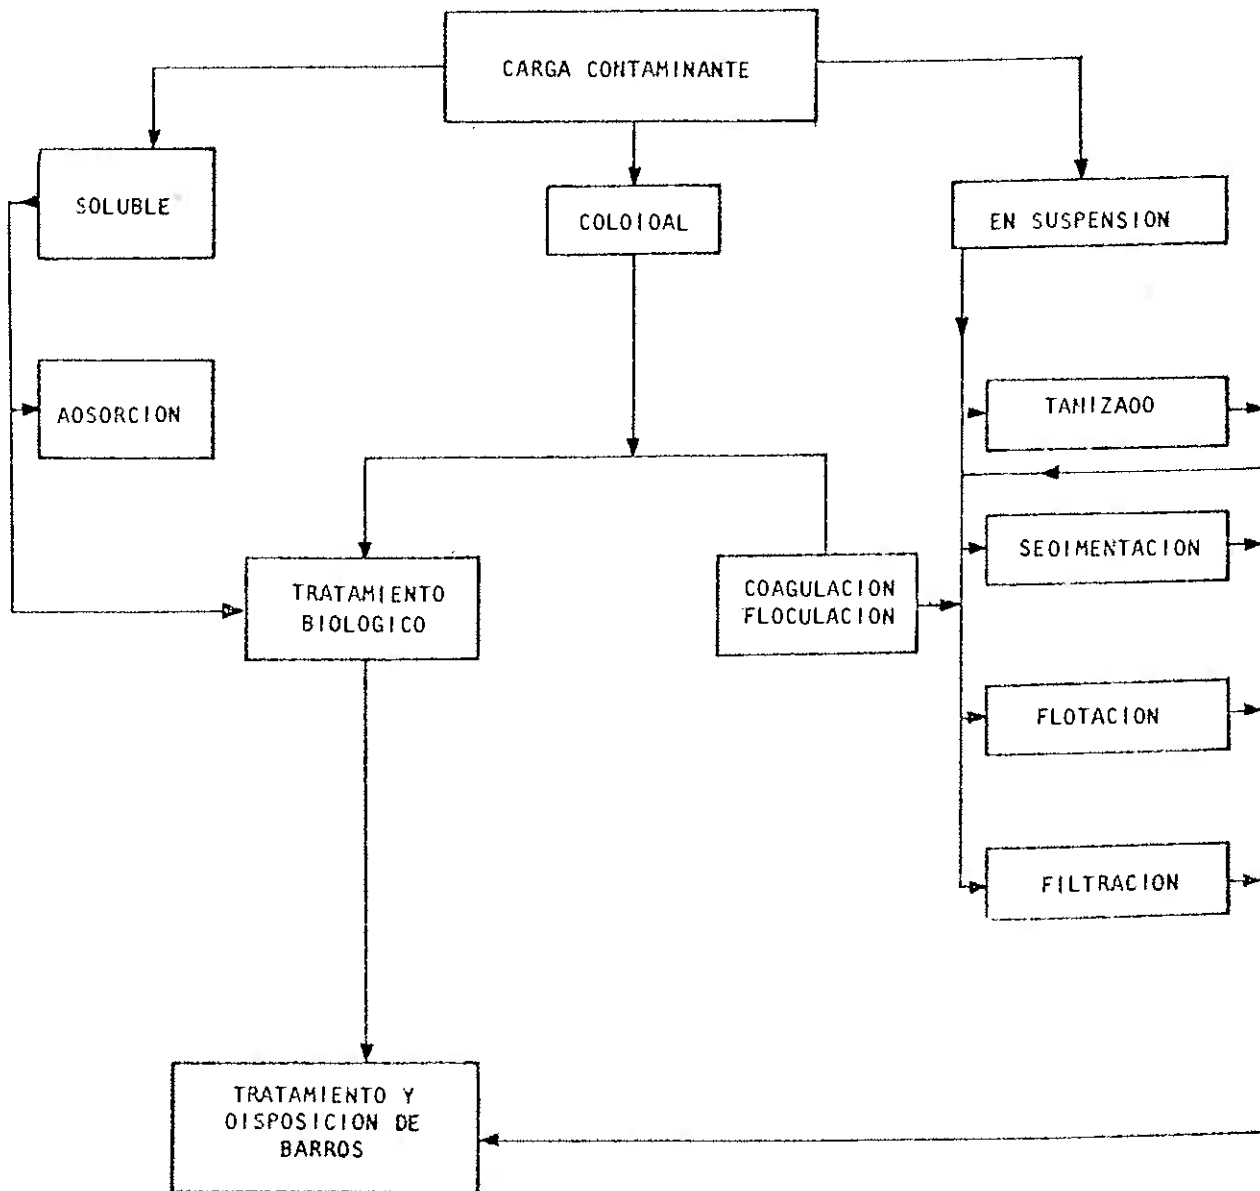 CARGA CONTAMINANTE
SOLUBLE
COLOIOAL
EN SUSPENSION
AOSORCION
TAMIZAOO
SEOIMENTACION
TRATAMIENTO
BIOLOGICO
COAGULACION
FLOCULACION
FLOTACION
FILTRACION
TRATAMIENTO Y
OISPOSICION DE
BARROS